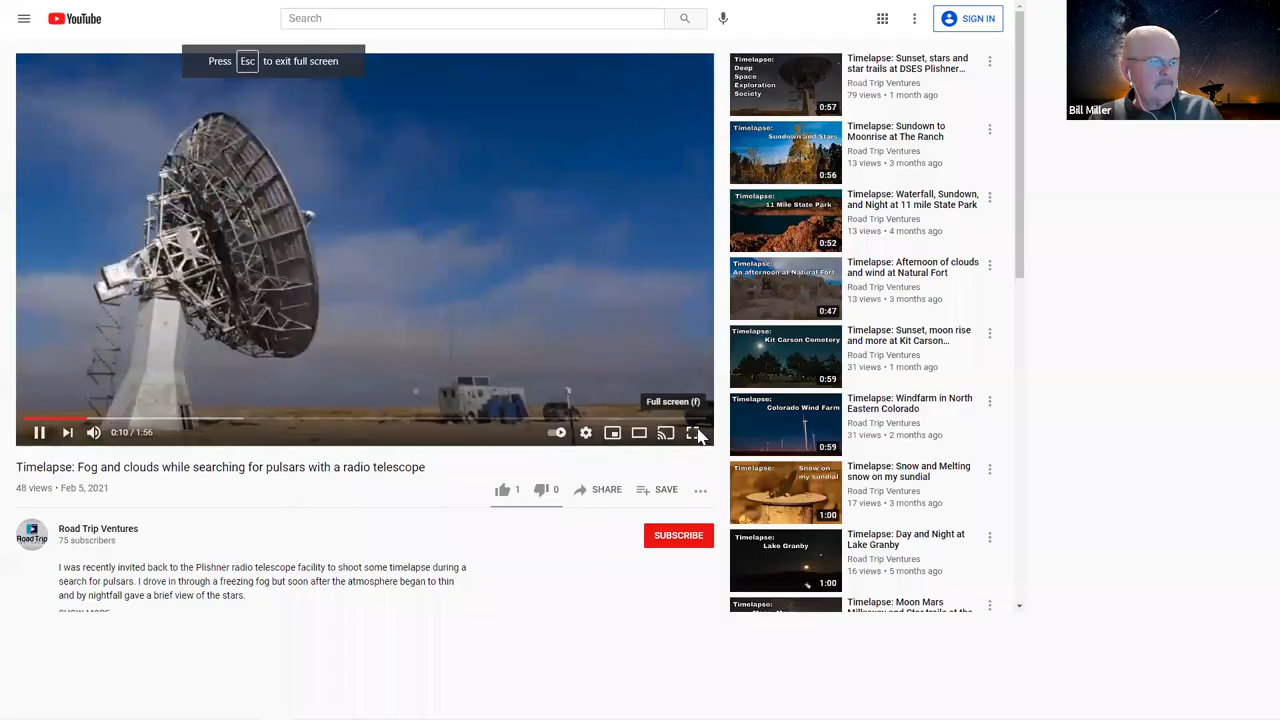 YouTube
Search
SIGN IN
Press Esc to exit full screen
Full screen (f)
0:10 / 1:56
Timelapse: Fog and clouds while searching for pulsars with a radio telescope
48 views • Feb 5, 2021
1
0
SHARE
SAVE
Road Trip
Road Trip Ventures
75 subscribers
SUBSCRIBE
I was recently invited back to the Plishner radio telescope facility to shoot some timelapse during a
search for pulsars. I drove in through a freezing fog but soon after the atmosphere began to thin
and by nightfall gave a brief view of the stars.
SHOW MORE
Timelapse:
Deep
Space
Exploration
Society
0:57
Timelapse: Sunset, stars and
star trails at DSES Plishner...
Road Trip Ventures
79 views • 1 month ago
Timelapse:
Sundown and Stars
0:56
Timelapse: Sundown to
Moonrise at The Ranch
Road Trip Ventures
13 views • 3 months ago
Timelapse:
11 Mile State Park
0:52
Timelapse: Waterfall, Sundown,
and Night at 11 mile State Park
Road Trip Ventures
13 views • 4 months ago
Timelapse:
An afternoon at Natural Fort
0:47
Timelapse: Afternoon of clouds
and wind at Natural Fort
Road Trip Ventures
13 views • 3 months ago
Timelapse:
Kit Carson Cemetery
0:59
Timelapse: Sunset, moon rise
and more at Kit Carson...
Road Trip Ventures
31 views • 1 month ago
Timelapse:
Colorado Wind Farm
0:59
Timelapse: Windfarm in North
Eastern Colorado
Road Trip Ventures
31 views • 2 months ago
Timelapse:
Snow on
my sundial
1:00
Timelapse: Snow and Melting
snow on my sundial
Road Trip Ventures
17 views • 3 months ago
Timelapse:
Lake Granby
1:00
Timelapse: Day and Night at
Lake Granby
Road Trip Ventures
16 views • 5 months ago
Timelapse:
Timelapse: Moon Mars
Milkyway and Star trails at the
Bill Miller